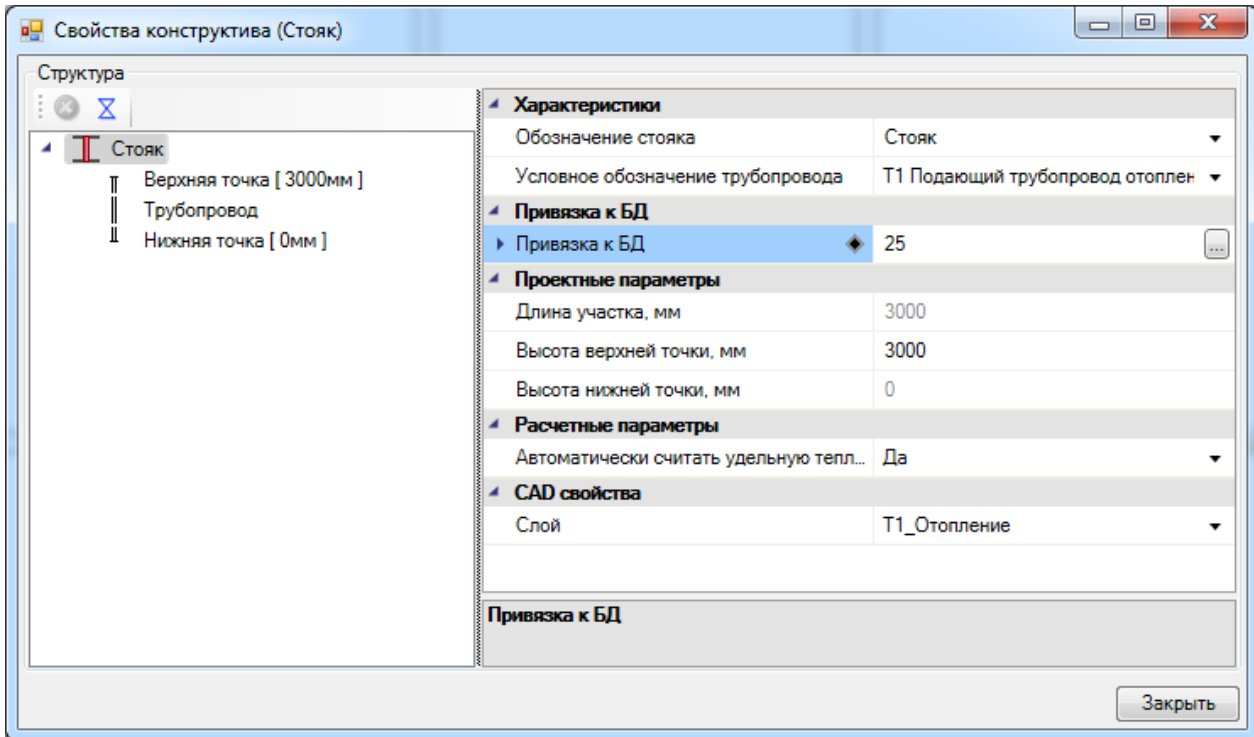 Свойства конструктива (Стояк)
Структура
Стояк
Верхняя точка [ 3000мм ]
Трубопровод
Нижняя точка [ 0мм ]
Характеристики
Обозначение стояка Стояк
Условное обозначение трубопровода Т1 Подающий трубопровод отоплен
Привязка к БД
Привязка к БД 25 ...
Проектные параметры
Длина участка, мм 3000
Высота верхней точки, мм 3000
Высота нижней точки, мм 0
Расчетные параметры
Автоматически считать удельную тепл... Да
CAD свойства
Слой Т1_Отопление
Привязка к БД
Закрыть